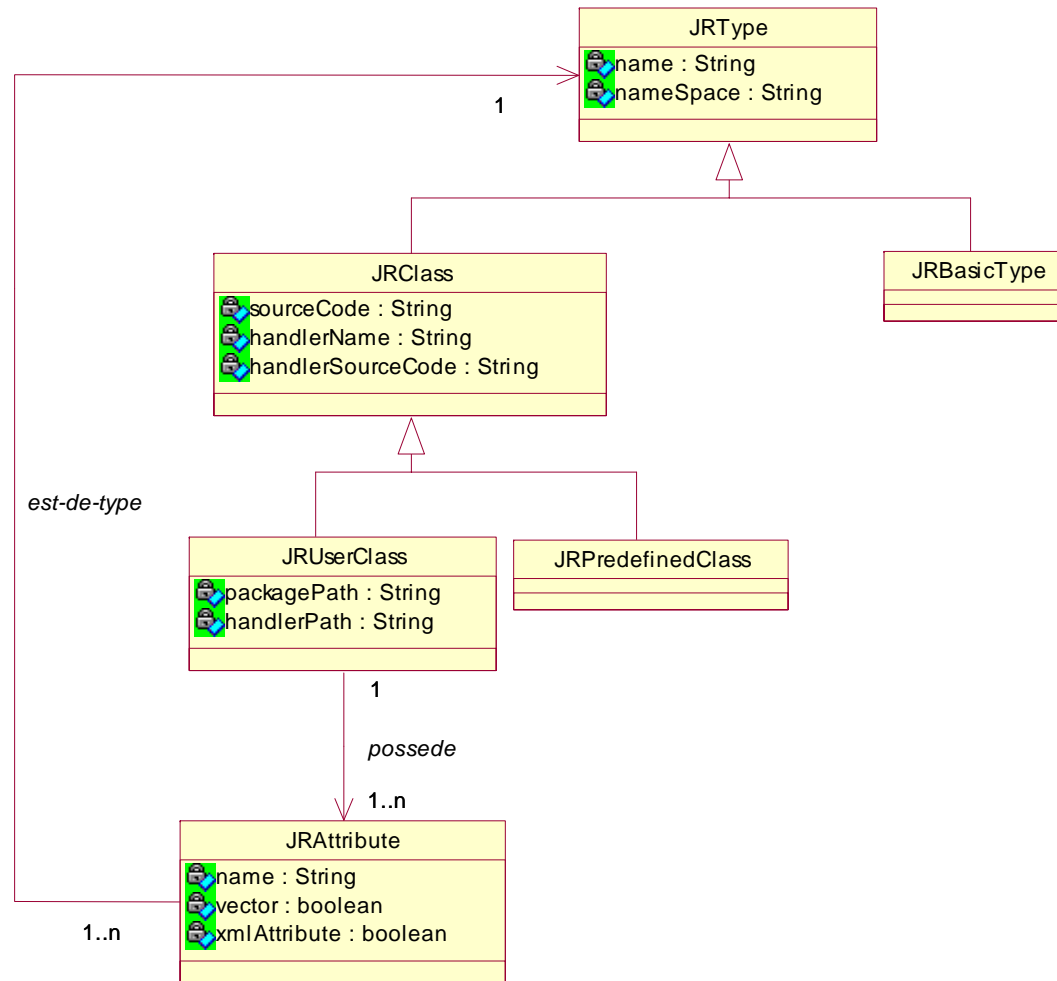 JRType
name : String
nameSpace : String
1
JRClass
sourceCode : String
handlerName : String
handlerSourceCode : String
JRBasicType
est-de-type
JRUserClass
packagePath : String
handlerPath : String
JRPredefinedClass
1
possede
1..n
JRAttribute
name : String
vector : boolean
xmlAttribute : boolean
1..n